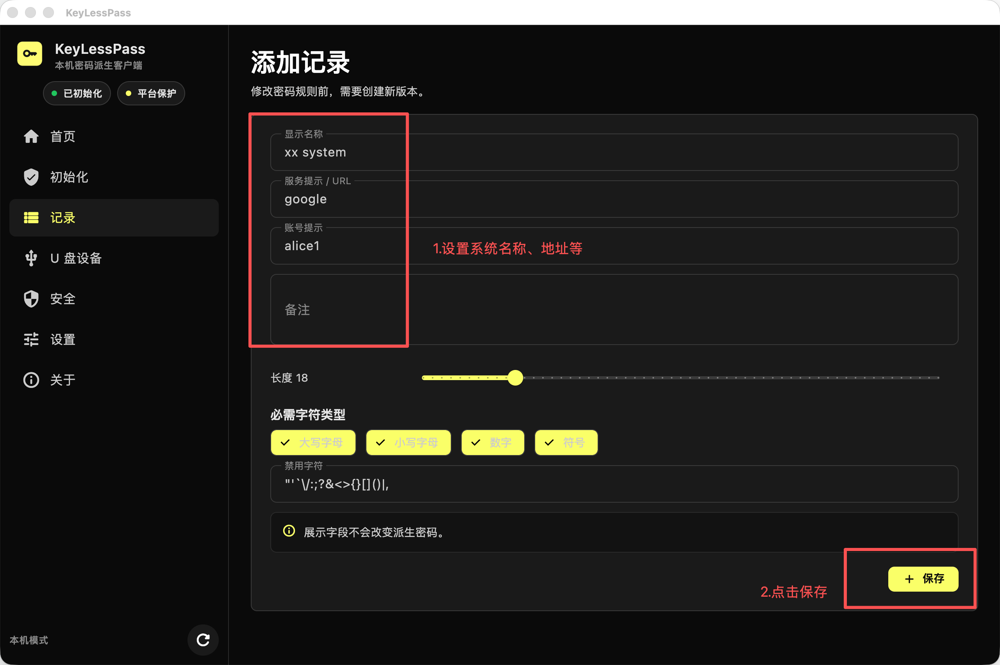 KeyLessPass
KeyLessPass
本机密码派生客户端
已初始化
平台保护
首页
初始化
记录
U 盘设备
安全
设置
关于
本机模式
添加记录
修改密码规则前，需要创建新版本。
显示名称
xx system
服务提示 / URL
google
账号提示
alice1
1.设置系统名称、地址等
备注
长度 18
必需字符类型
大写字母
小写字母
数字
符号
禁用字符
"'`\/:;?&<>{}[]()|,
展示字段不会改变派生密码。
保存
2.点击保存